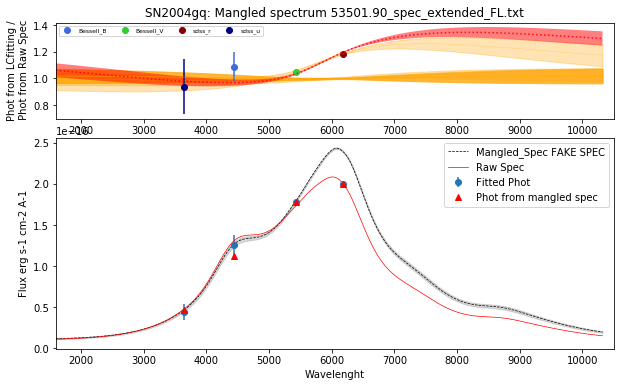 SN2004gq: Mangled spectrum 53501.90_spec_extended_FL.txt
Phot from LCfitting /
Phot from Raw Spec
1.4
1.2
1.0
0.8
Bessell_B
Bessell_V
sdss_r
sdss_u
2000 3000 4000 5000 6000 7000 8000 9000 10000
1e−16
Flux erg s-1 cm-2 A-1
2.5
2.0
1.5
1.0
0.5
0.0
Mangled_Spec FAKE SPEC
Raw Spec
Fitted Phot
Phot from mangled spec
2000 3000 4000 5000 6000 7000 8000 9000 10000
Wavelenght